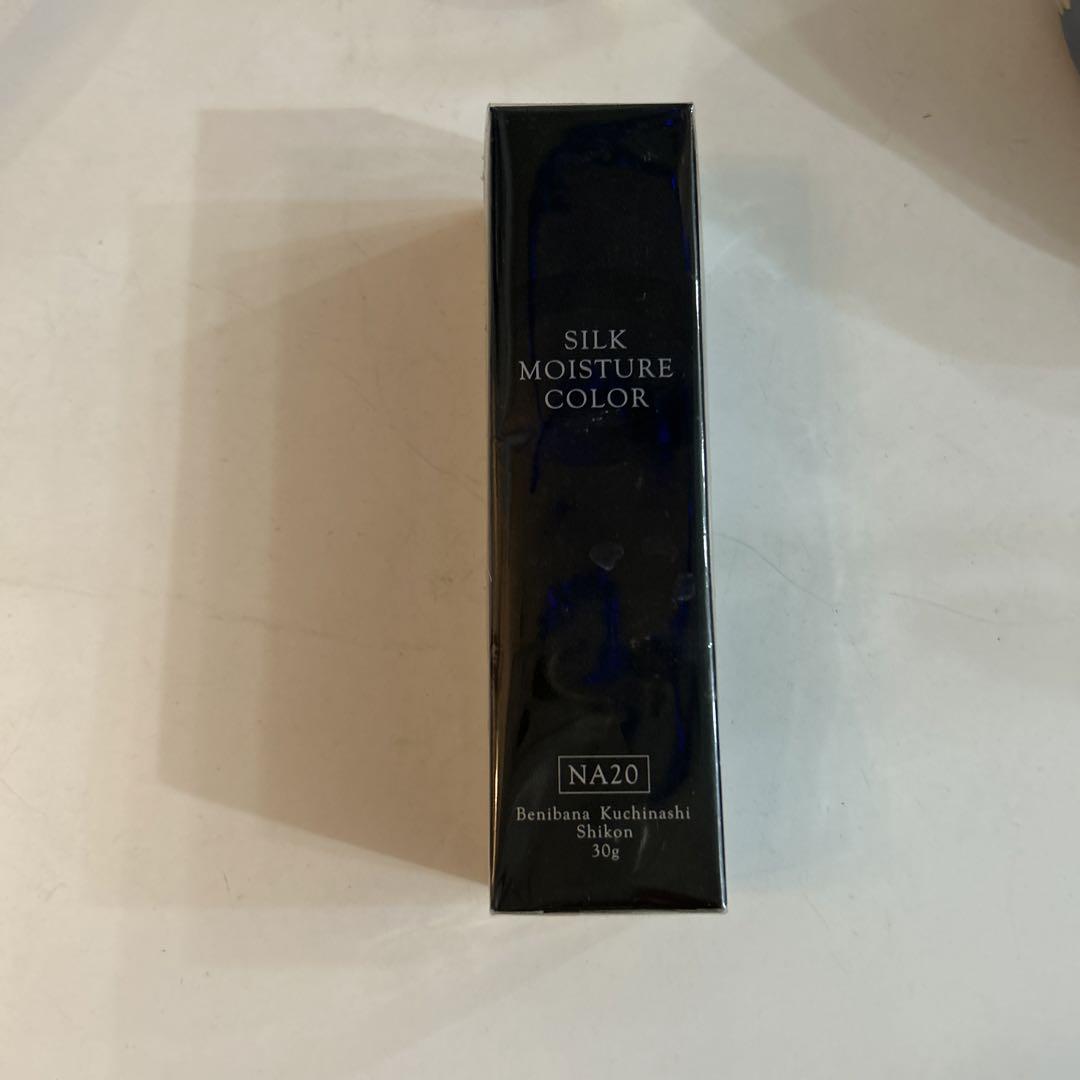 SILK
MOISTURE
COLOR
NA20
Benibana Kuchinashi
Shikon
30g